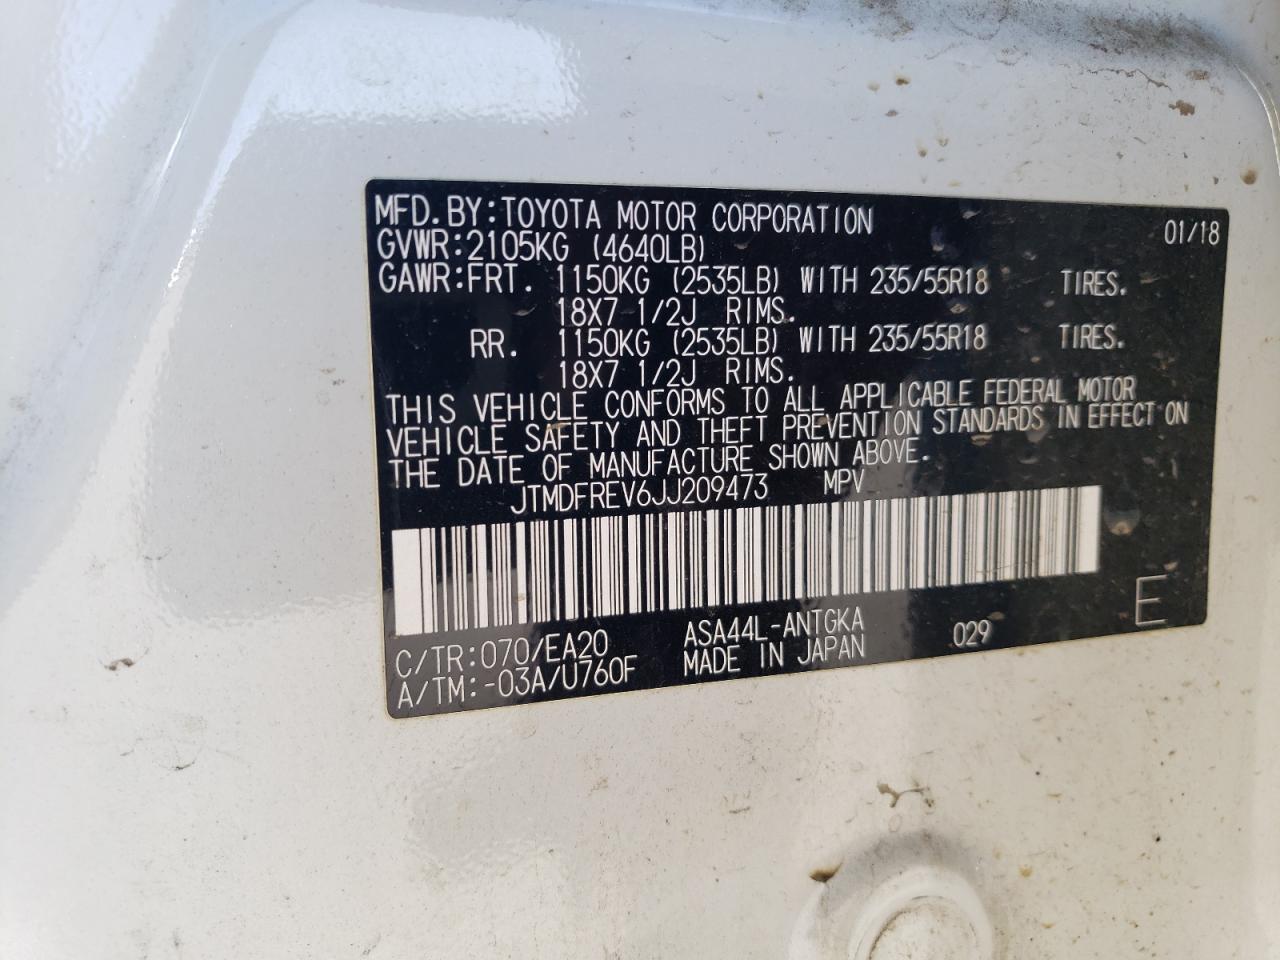 MFD.BY:TOYOTA MOTOR CORPORATION 01/18
GVWR:2105KG (4640LB)
GAWR:FRT. 1150KG (2535LB) WITH 235/55R18 TIRES.
18X7 1/2J RIMS.
RR. 1150KG (2535LB) WITH 235/55R18 TIRES.
18X7 1/2J RIMS.
THIS VEHICLE CONFORMS TO ALL APPLICABLE FEDERAL MOTOR
VEHICLE SAFETY AND THEFT PREVENTION STANDARDS IN EFFECT ON
THE DATE OF MANUFACTURE SHOWN ABOVE.
JTMDFREV6JJ209473 MPV
C/TR:070/EA20 ASA44L-ANTGKA 029 E
A/TM:-03A/U760F MADE IN JAPAN